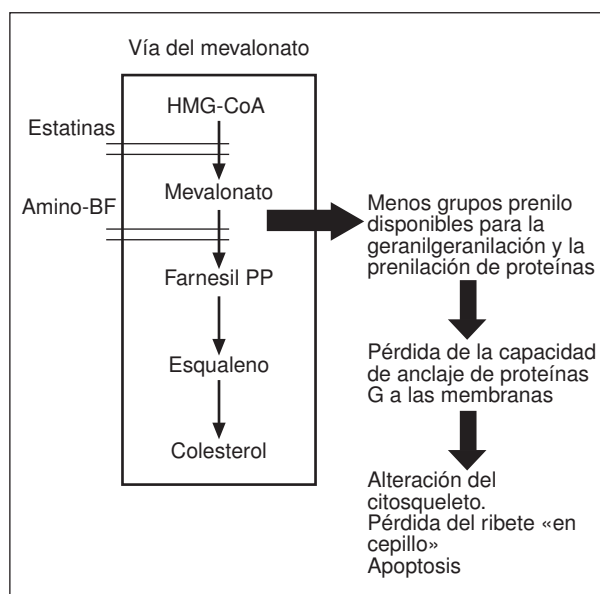 Vía del mevalonato
HMG-CoA
Estatinas
Mevalonato
Amino-BF
Farnesil PP
Esqualeno
Colesterol
Menos grupos prenilo
disponibles para la
geranilgeranilación y la
prenilación de proteínas
Pérdida de la capacidad
de anclaje de proteínas
G a las membranas
Alteración del
citosqueleto.
Pérdida del ribete «en
cepillo»
Apoptosis